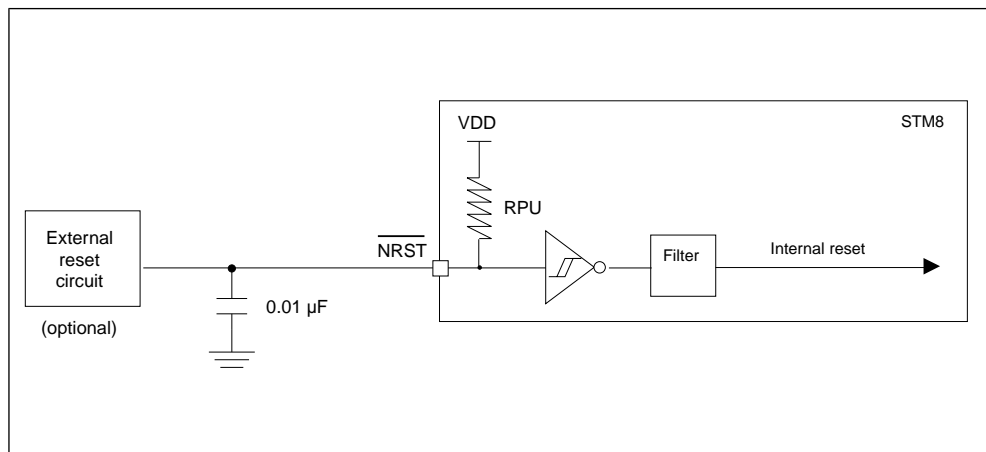 STM8
VDD
RPU
External
reset
circuit
(optional)
NRST
Filter
Internal reset
0.01 µF